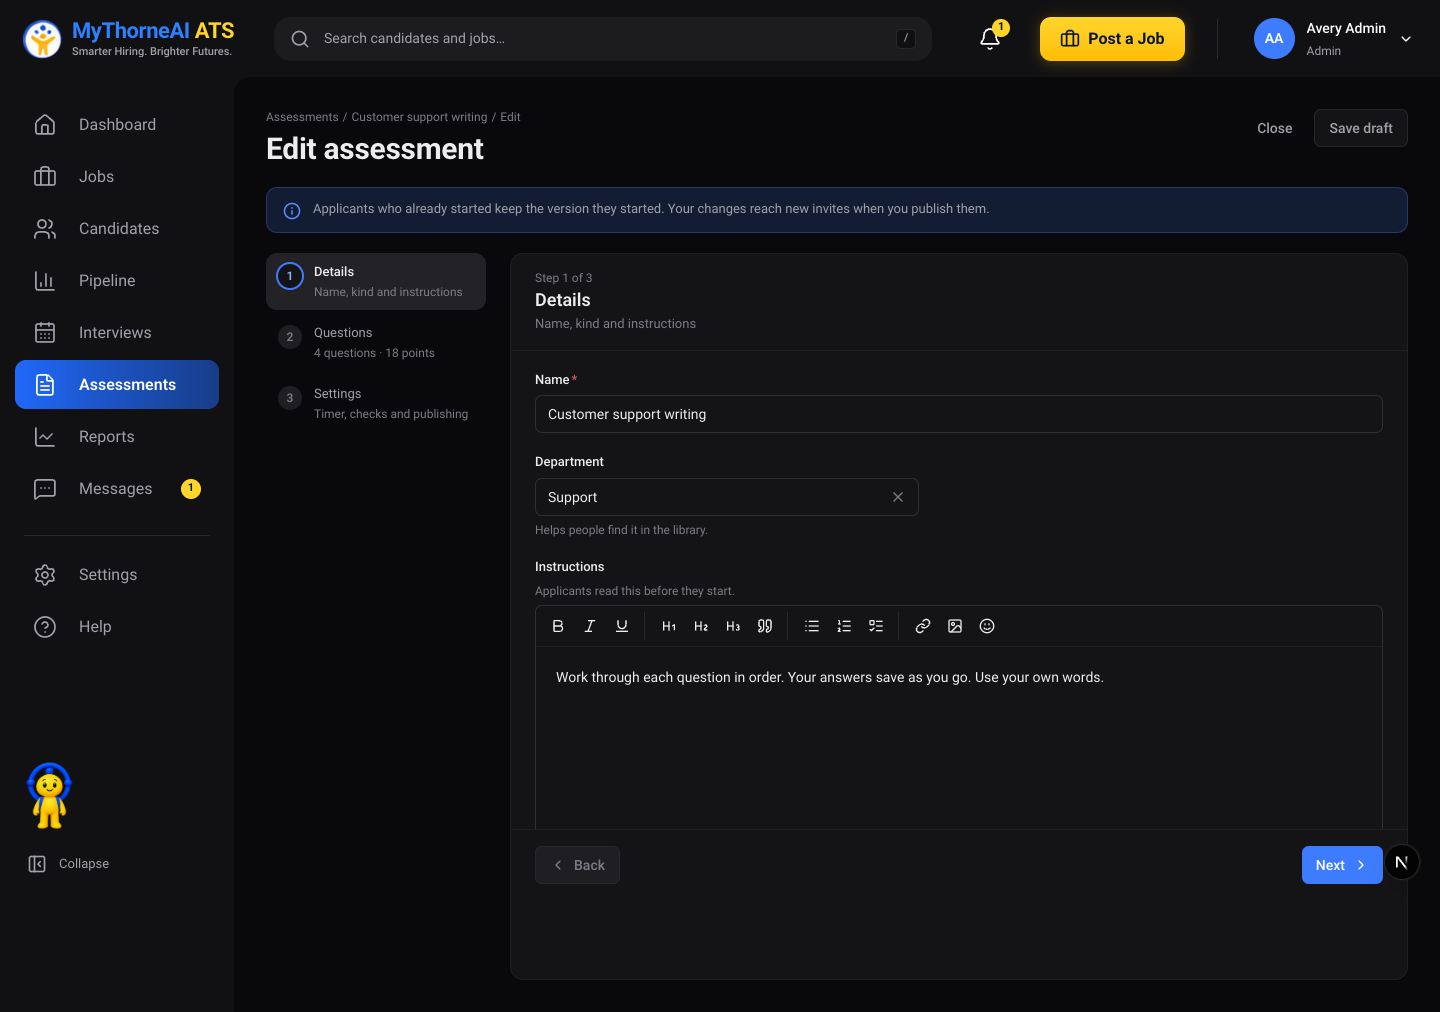 MyThorneAI ATS
Smarter Hiring. Brighter Futures.
Search candidates and jobs...
/
1
Post a Job
AA
Avery Admin
Admin
Dashboard
Jobs
Candidates
Pipeline
Interviews
Assessments
Reports
Messages
1
Settings
Help
Collapse
Assessments / Customer support writing / Edit
Edit assessment
Close
Save draft
Applicants who already started keep the version they started. Your changes reach new invites when you publish them.
1
Details
Name, kind and instructions
2
Questions
4 questions · 18 points
3
Settings
Timer, checks and publishing
Step 1 of 3
Details
Name, kind and instructions
Name*
Customer support writing
Department
Support
Helps people find it in the library.
Instructions
Applicants read this before they start.
B I U H1 H2 H3
Work through each question in order. Your answers save as you go. Use your own words.
Back
Next
N